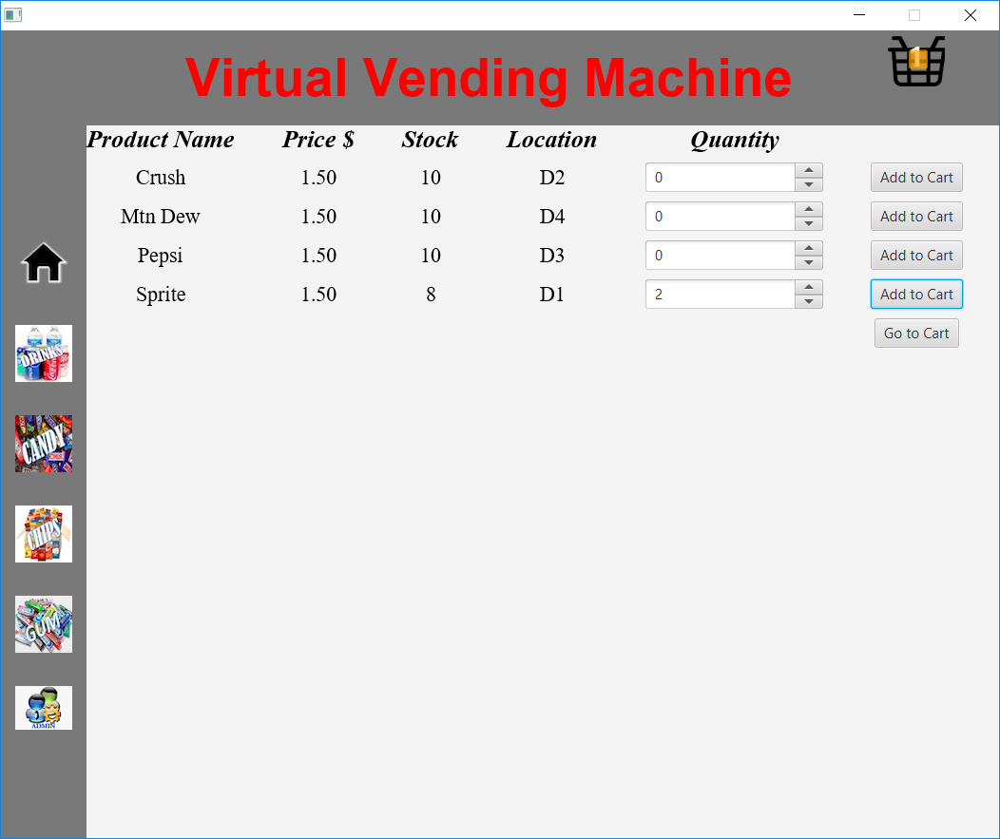 Virtual Vending Machine
1
Product Name Price $ Stock Location Quantity
Crush 1.50 10 D2 0 Add to Cart
Mtn Dew 1.50 10 D4 0 Add to Cart
Pepsi 1.50 10 D3 0 Add to Cart
Sprite 1.50 8 D1 2 Add to Cart
Go to Cart
DRINKS
CANDY
CHIPS
GUM
ADMIN